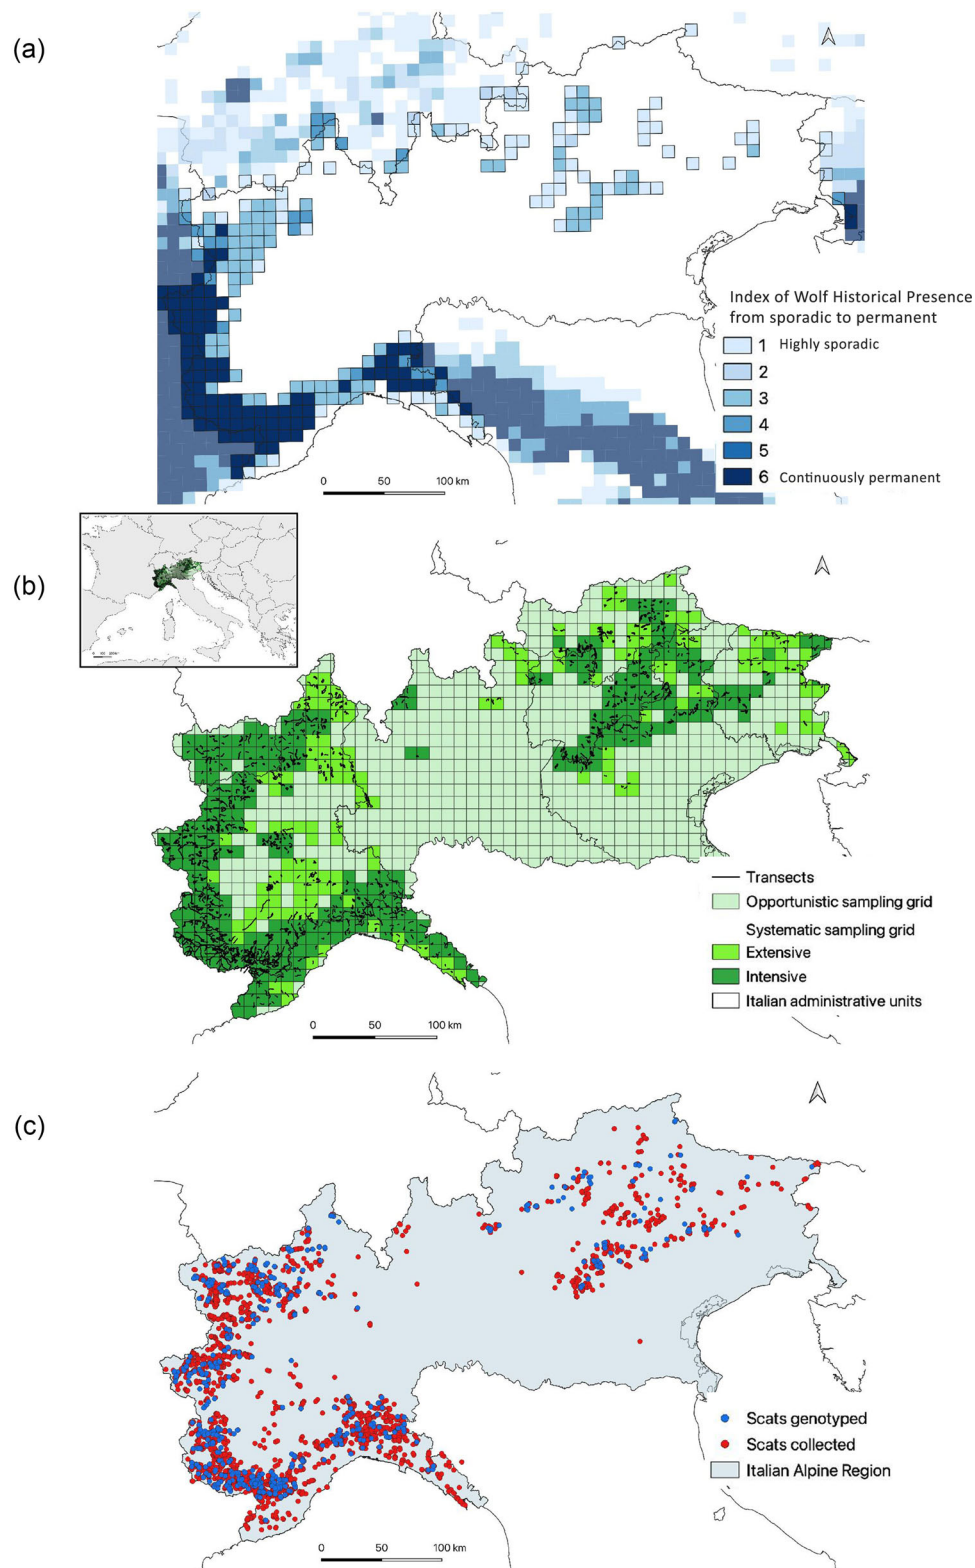 (a)
Index of Wolf Historical Presence
from sporadic to permanent
1 Highly sporadic
2
3
4
5
6 Continuously permanent
0 50 100 km
(b)
Transects
Opportunistic sampling grid
Systematic sampling grid
Extensive
Intensive
Italian administrative units
0 50 100 km
(c)
Scats genotyped
Scats collected
Italian Alpine Region
0 50 100 km